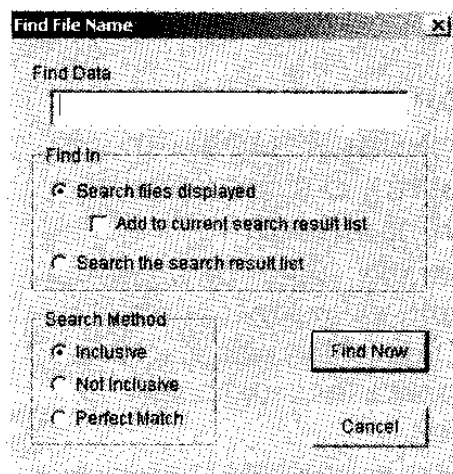 Find File Name
Find Data
Find In
Search files displayed
Add to current search result list
Search the search result list
Search Method
Inclusive
Not Inclusive
Perfect Match
Find Now
Cancel